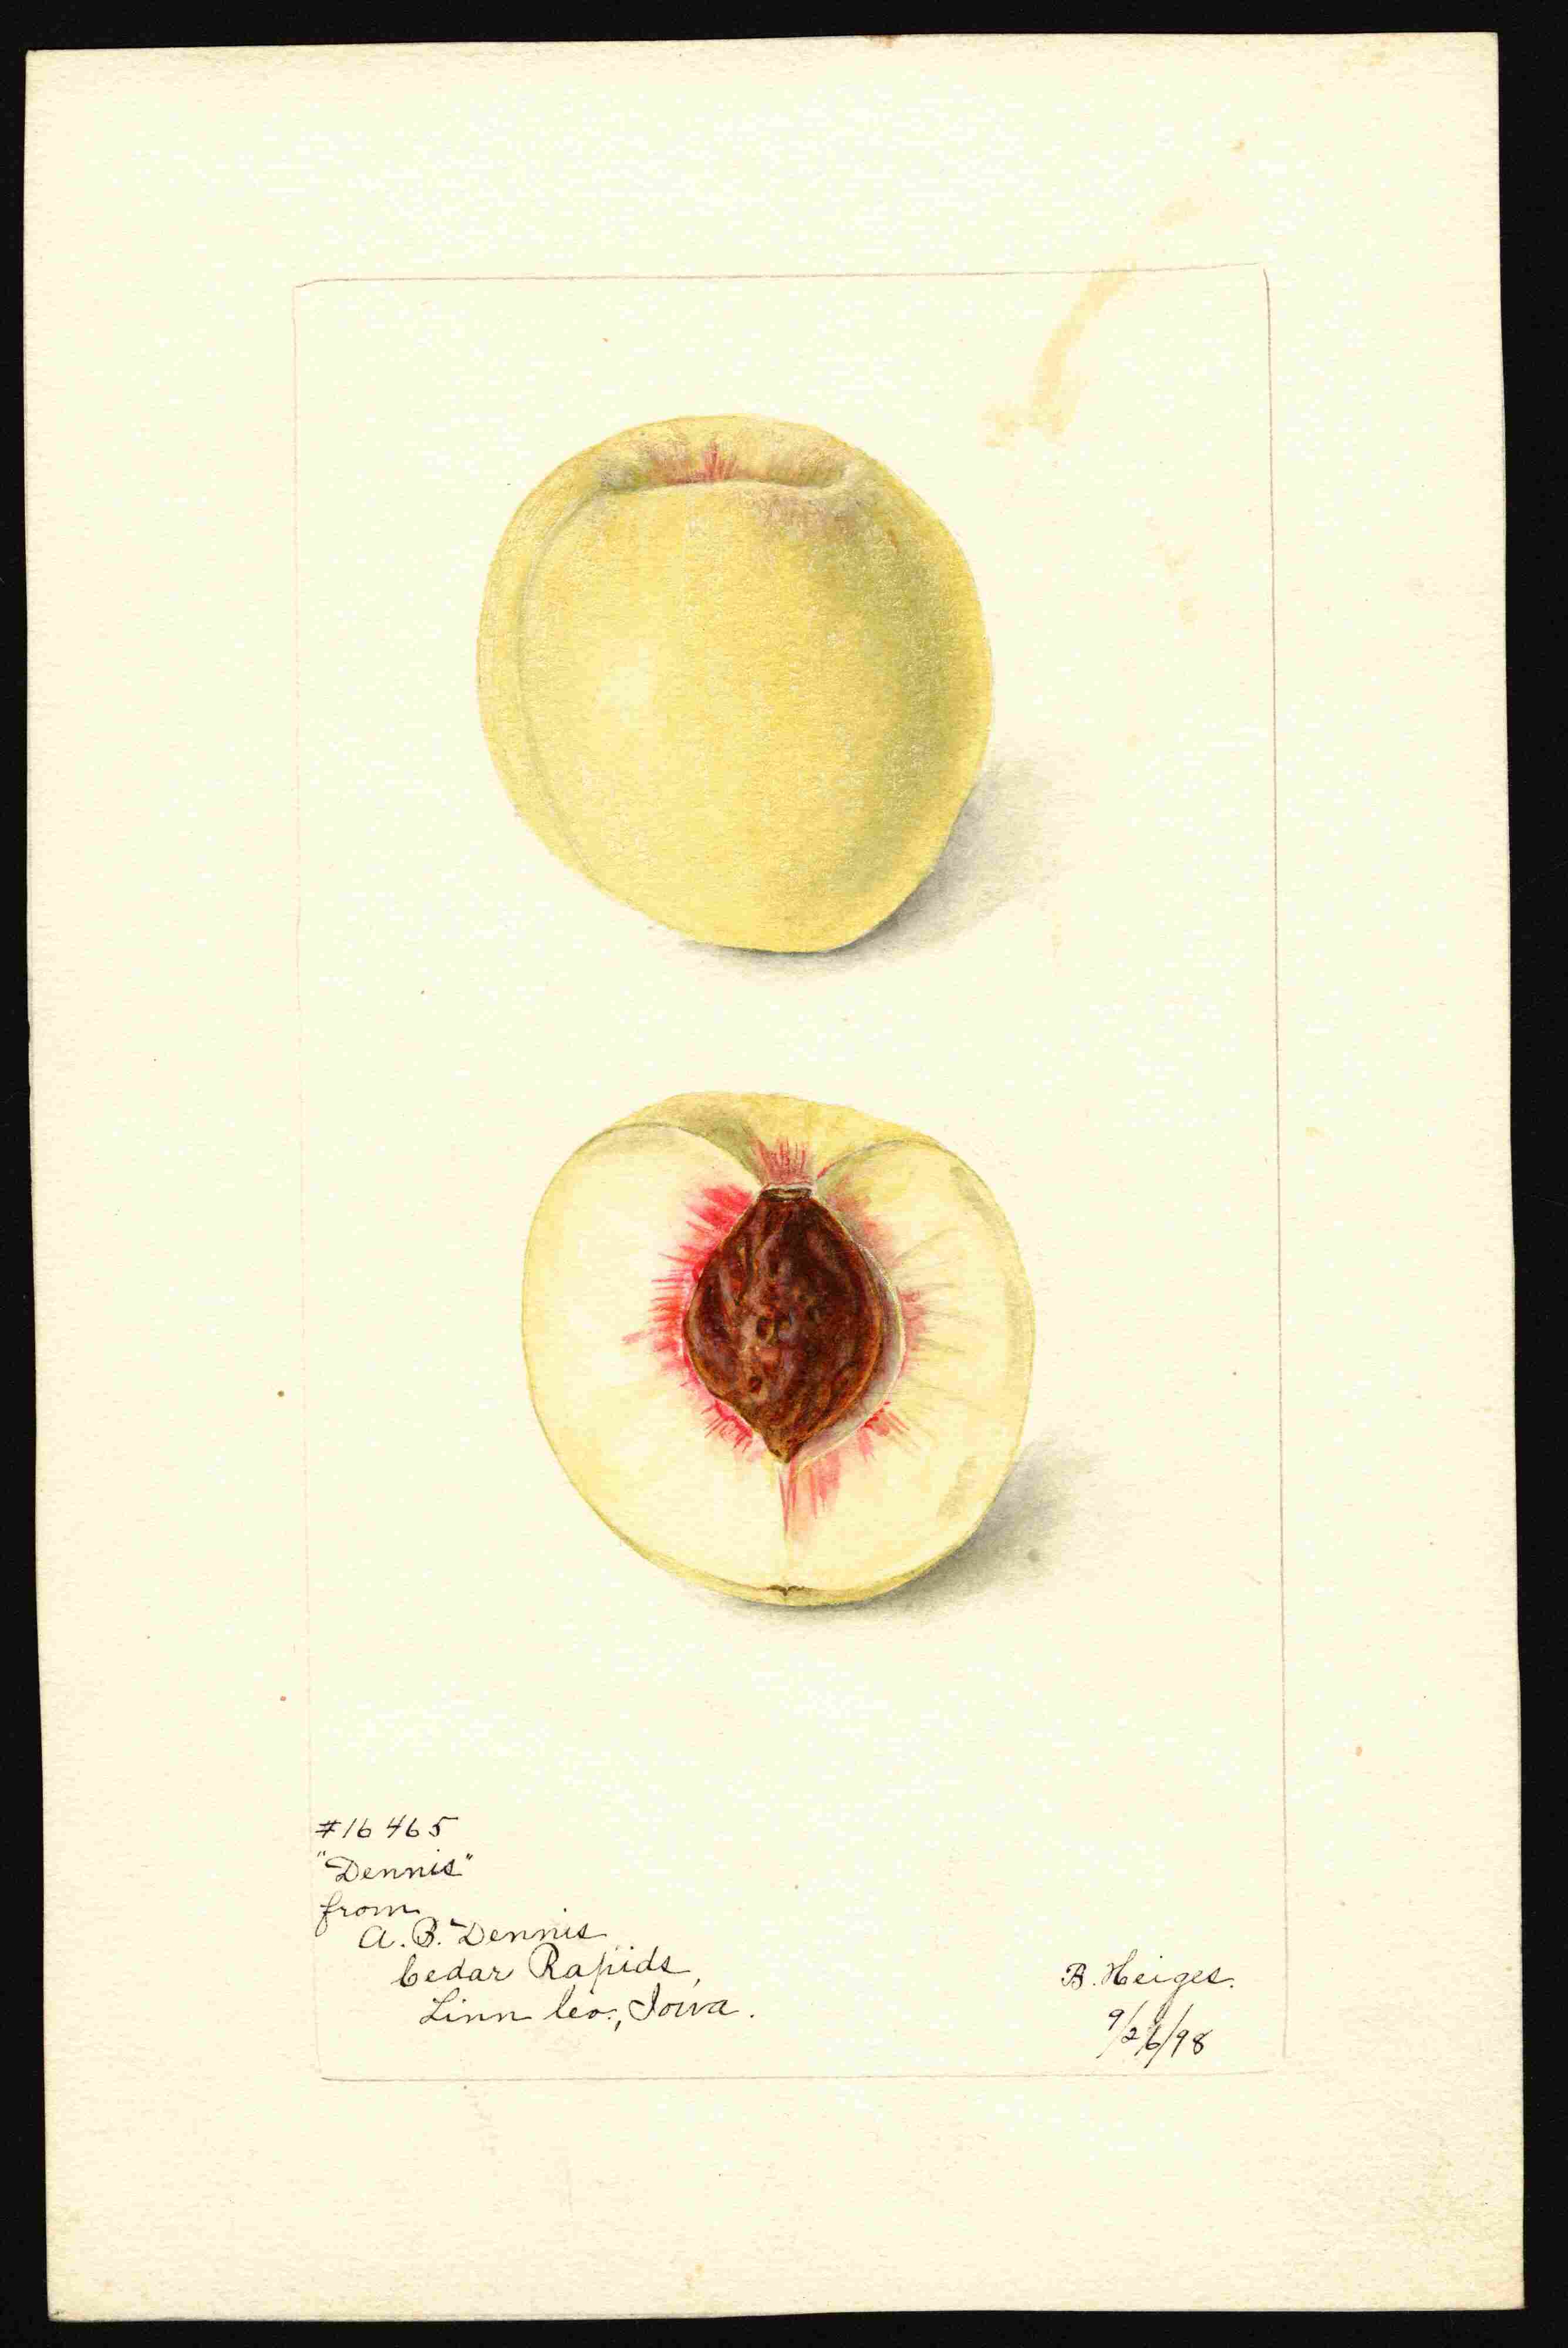 #16465
"Dennis"
from
A. B. Dennis
Cedar Rapids,
Linn Co., Iowa.
B. Heiges.
9/26/98